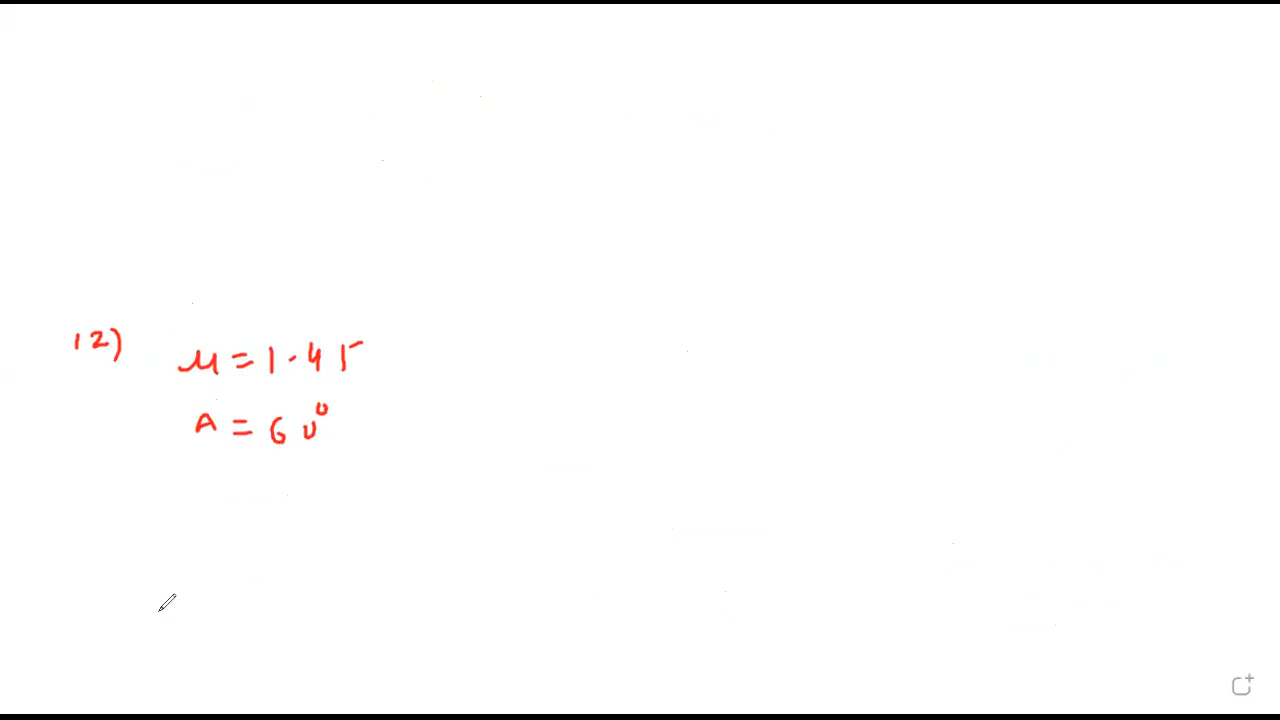 12)
μ = 1.45
A = 60°